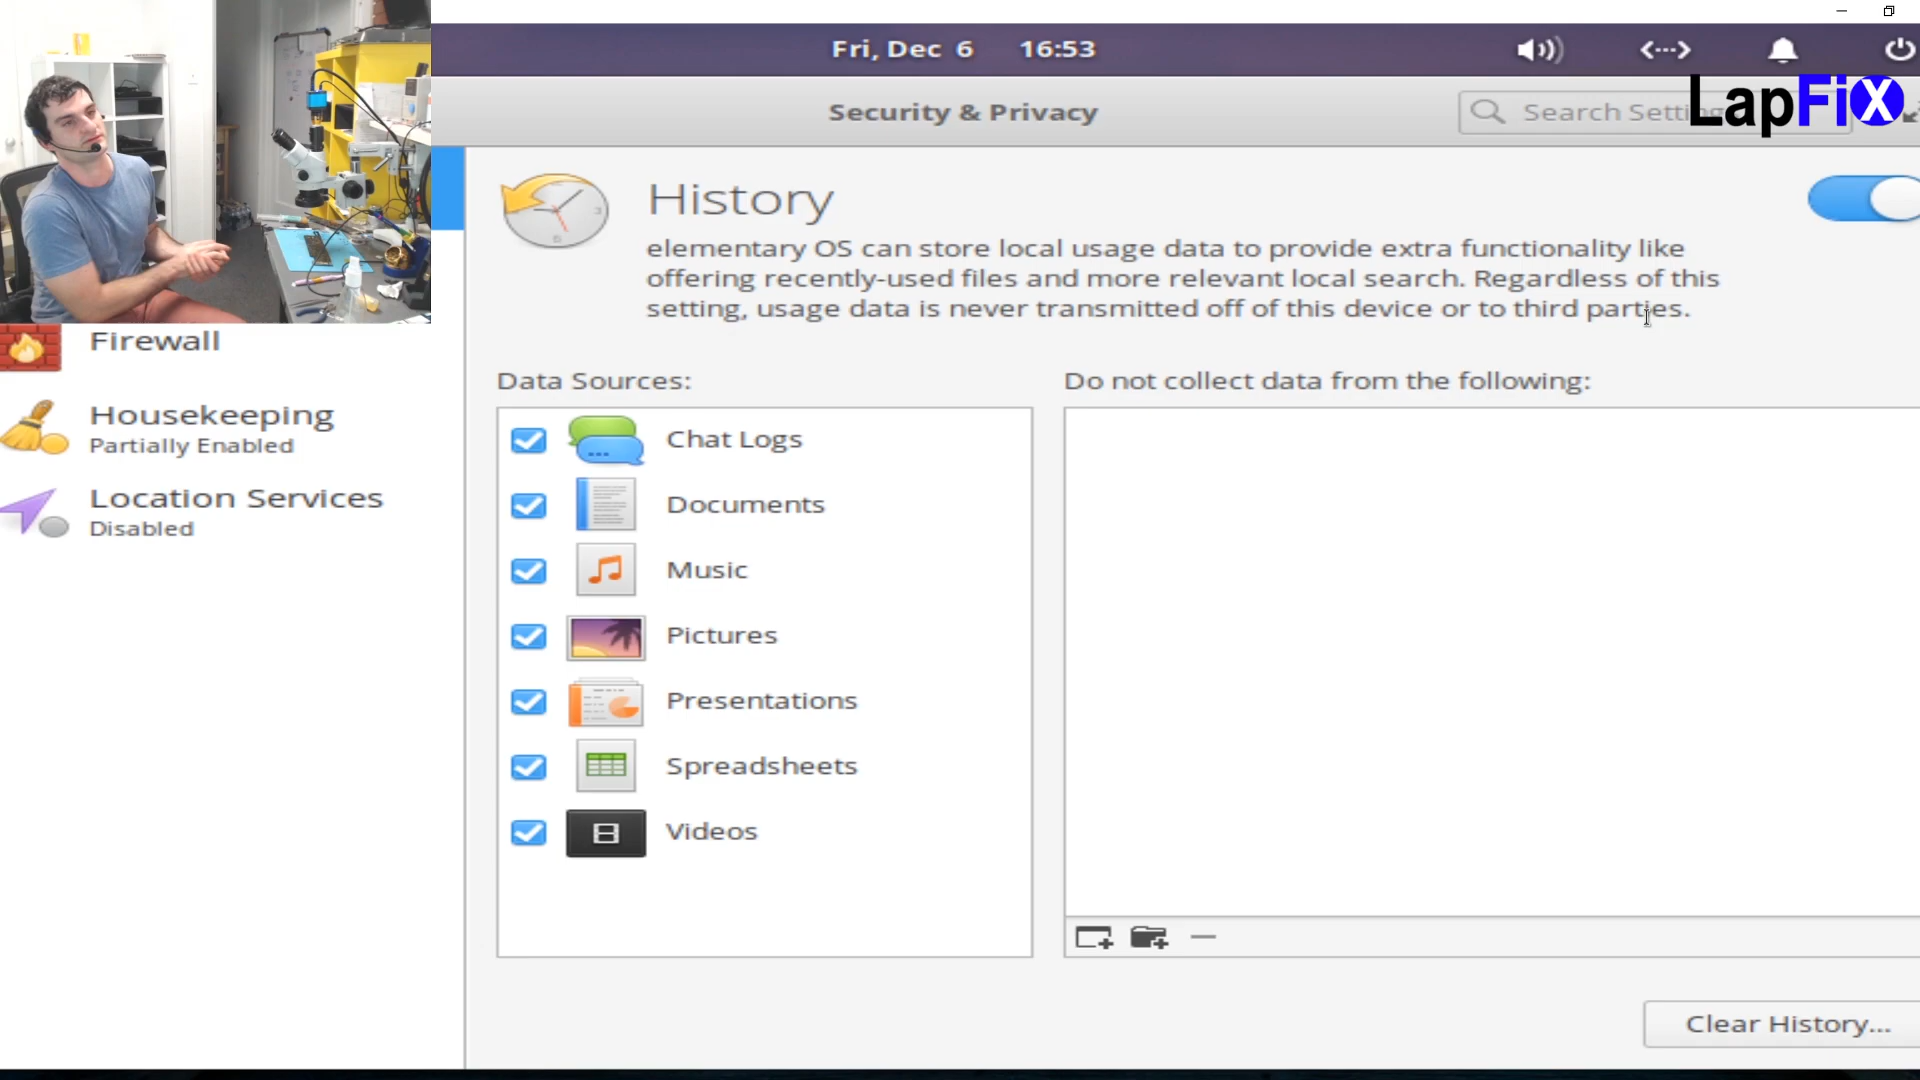 Fri, Dec 6 16:53
Security & Privacy
LapFiX
History
elementary OS can store local usage data to provide extra functionality like
offering recently-used files and more relevant local search. Regardless of this
setting, usage data is never transmitted off of this device or to third parties.
Firewall
Housekeeping
Partially Enabled
Location Services
Disabled
Data Sources:
Chat Logs
Documents
Music
Pictures
Presentations
Spreadsheets
Videos
Do not collect data from the following:
Clear History...